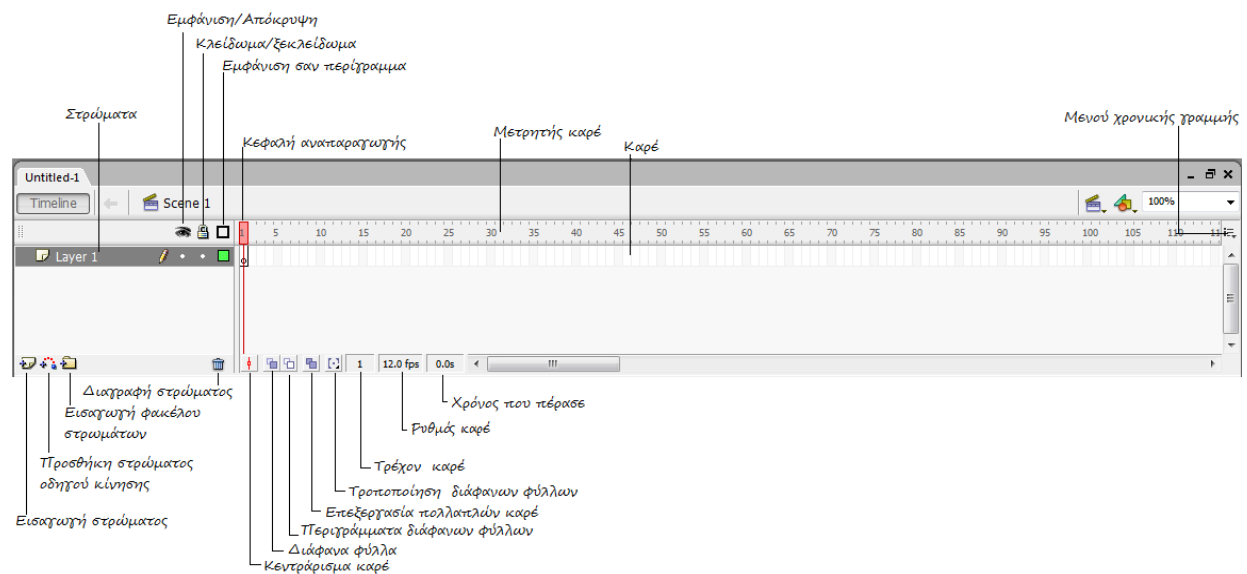 Εμφάνιση/Απόκρυψη
Κλείδωμα/ξεκλείδωμα
Εμφάνιση σαν περίγραμμα
Στρώματα
Κεφαλή αναπαραγωγής
Μετρητής καρέ
Καρέ
Μενού χρονικής γραμμής
Untitled-1
Timeline
Scene 1
100%
1 5 10 15 20 25 30 35 40 45 50 55 60 65 70 75 80 85 90 95 100 105 110 11
Layer 1
1 12.0 fps 0.0s
Διαγραφή στρώματος
Εισαγωγή φακέλου
στρωμάτων
Προσθήκη στρώματος
οδηγού κίνησης
Εισαγωγή στρώματος
Χρόνος που πέρασε
Ρυθμός καρέ
Τρέχον καρέ
Τροποποίηση διάφανων φύλλων
Επεξεργασία πολλαπλών καρέ
Περιγράμματα διάφανων φύλλων
Διάφανα φύλλα
Κεντράρισμα καρέ